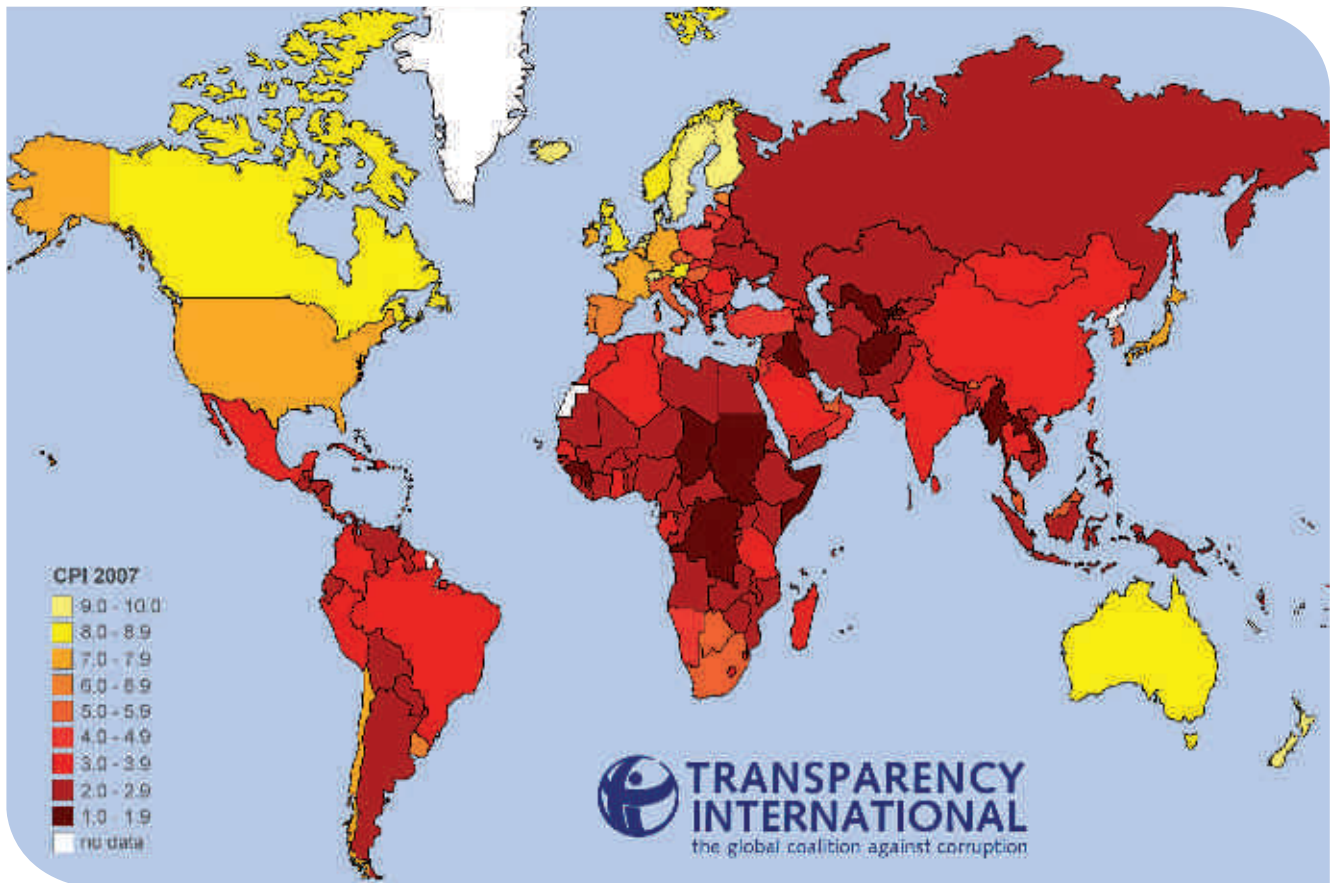 CPI 2007
9.0 - 10.0
8.0 - 8.9
7.0 - 7.9
6.0 - 6.9
5.0 - 5.9
4.0 - 4.9
3.0 - 3.9
2.0 - 2.9
1.0 - 1.9
no data
TRANSPARENCY
INTERNATIONAL
the global coalition against corruption